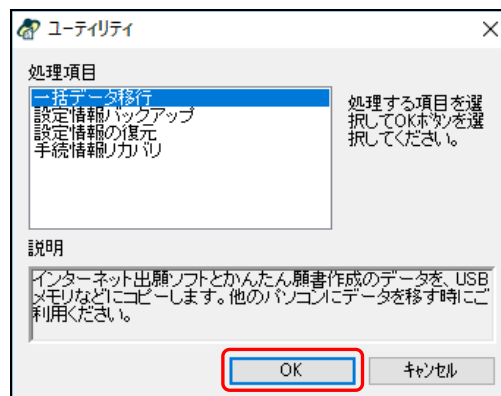 ユーティリティ
処理項目
一括データ移行
設定情報バックアップ
設定情報の復元
手続情報リカバリ
処理する項目を選
択してOKボタンを選
択してください。
説明
インターネット出願ソフトとかんたん願書作成のデータを、USB
メモリなどにコピーします。他のパソコンにデータを移す時にご
利用ください。
OK
キャンセル